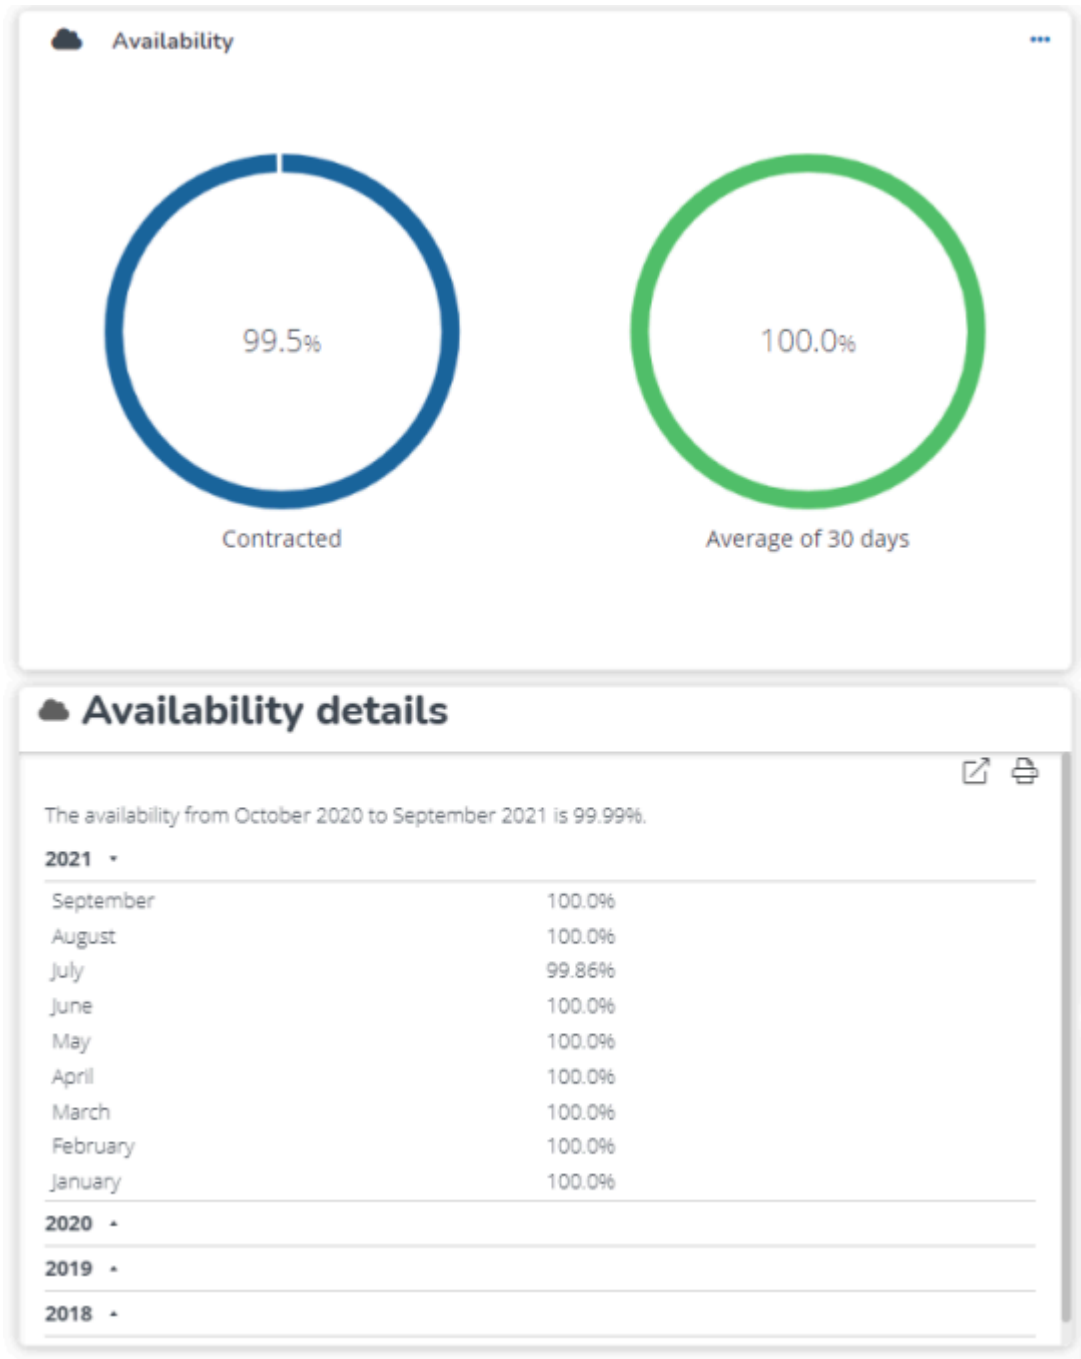 Availability
99.5%
100.0%
Contracted
Average of 30 days
Availability details
The availability from October 2020 to September 2021 is 99.99%.
2021
September 100.0%
August 100.0%
July 99.86%
June 100.0%
May 100.0%
April 100.0%
March 100.0%
February 100.0%
January 100.0%
2020
2019
2018